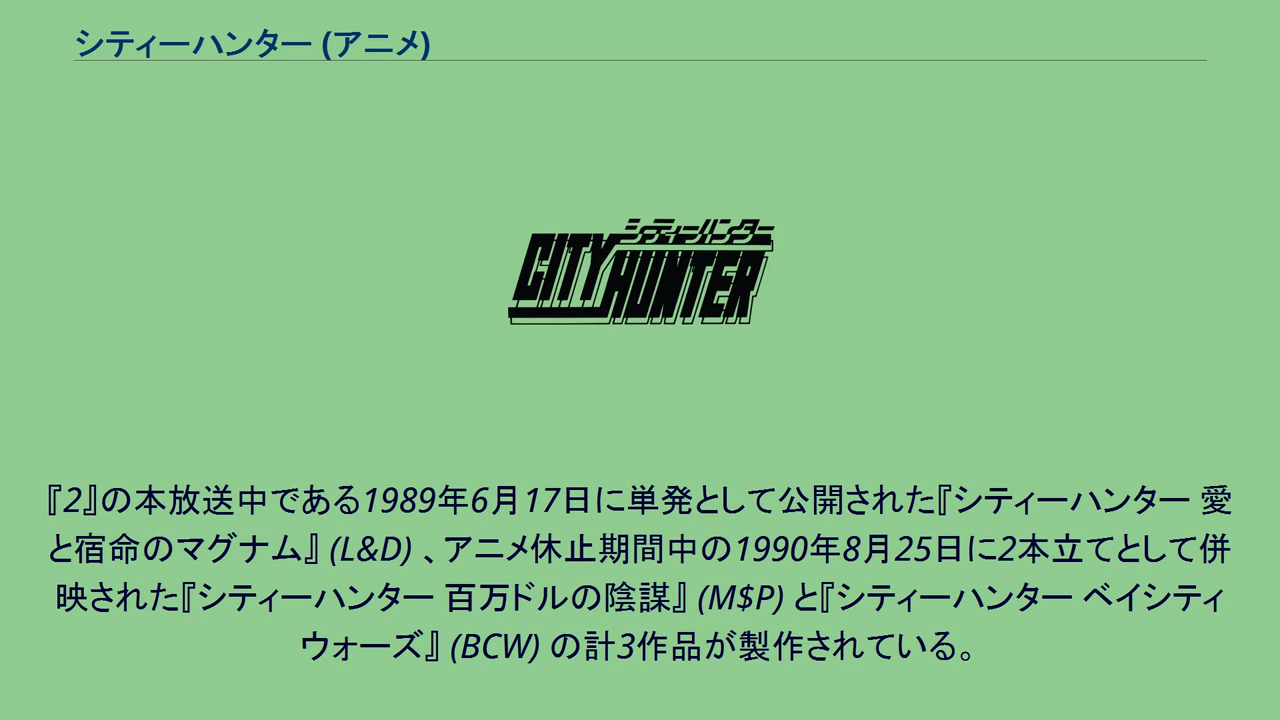 シティーハンター (アニメ)
シティーハンター
CITY HUNTER
『2』の本放送中である1989年6月17日に単発として公開された『シティーハンター 愛
と宿命のマグナム』 (L&D) 、アニメ休止期間中の1990年8月25日に2本立てとして併
映された『シティーハンター 百万ドルの陰謀』 (M$P) と『シティーハンター ベイシティ
ウォーズ』 (BCW) の計3作品が製作されている。